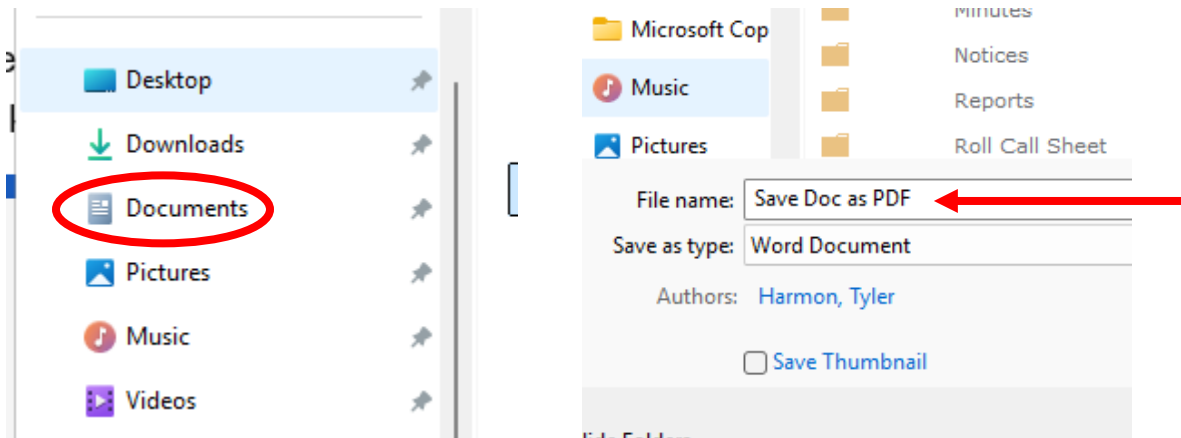 Desktop
Downloads
Documents
Pictures
Music
Videos
Microsoft Cop
Music
Pictures
Minutes
Notices
Reports
Roll Call Sheet
File name: Save Doc as PDF
Save as type: Word Document
Authors: Harmon, Tyler
Save Thumbnail